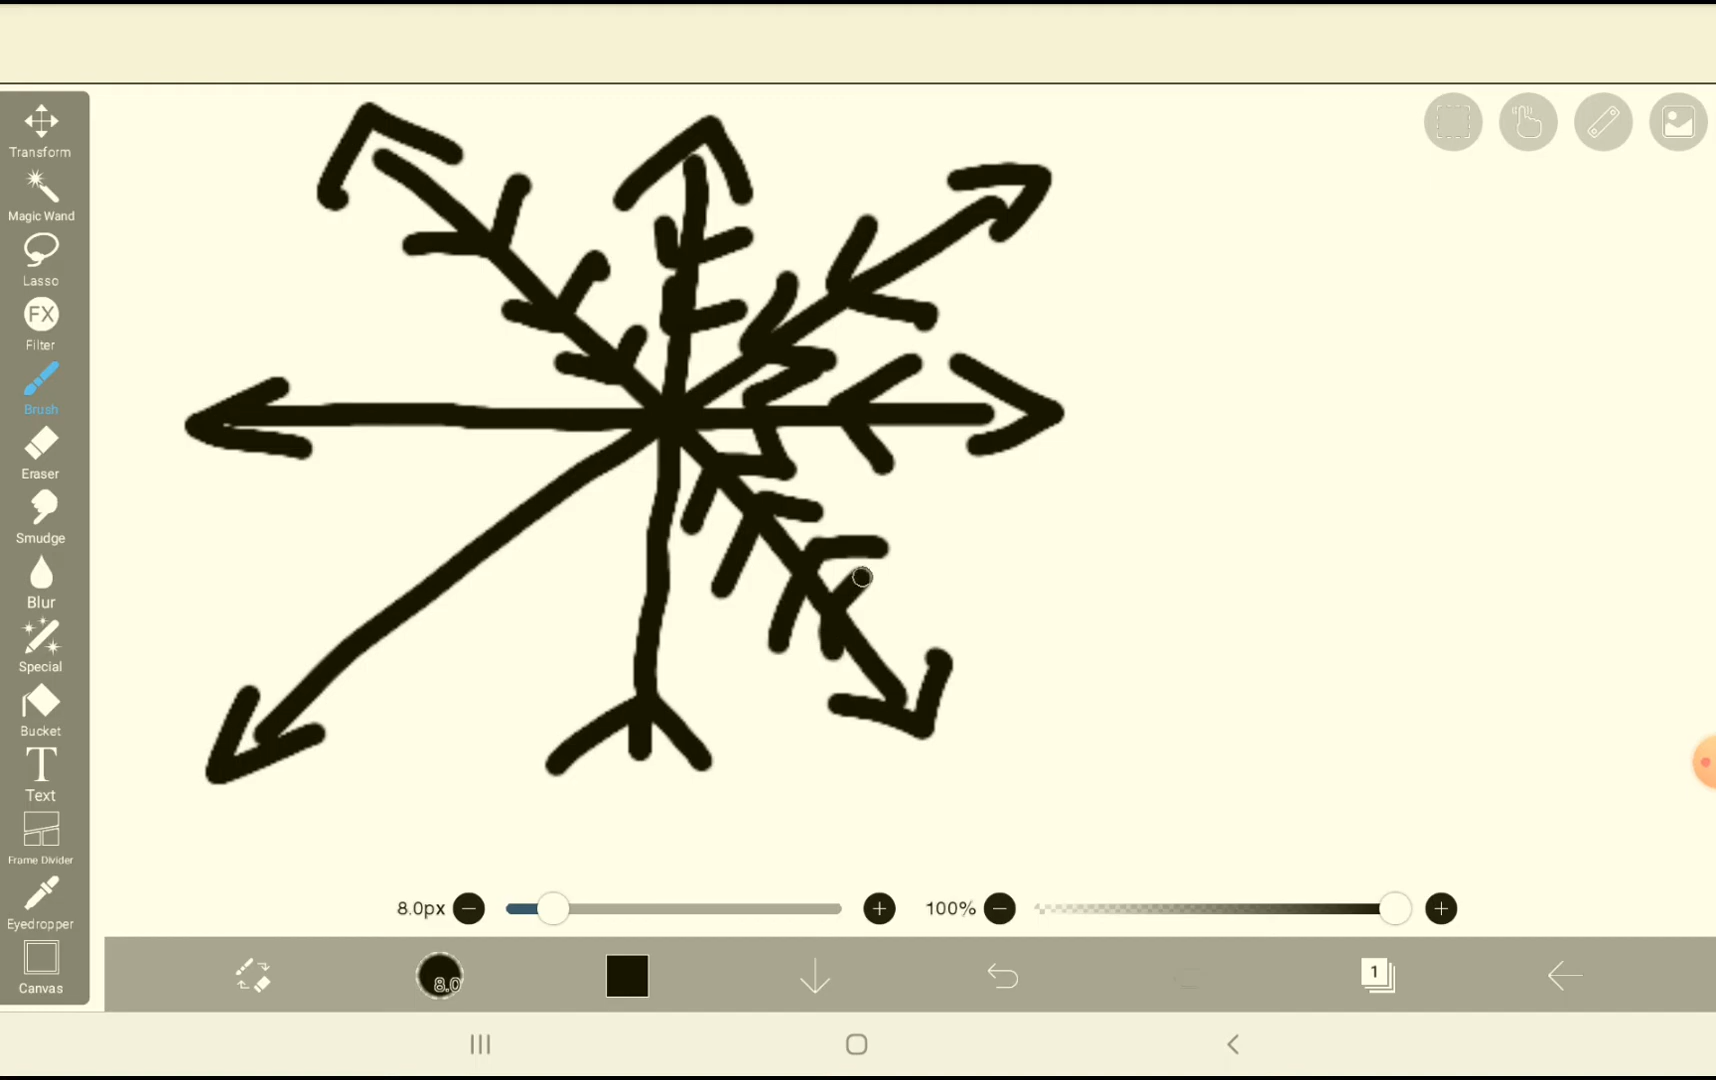 Transform
Magic Wand
Lasso
FX
Filter
Brush
Eraser
Smudge
Blur
Special
Bucket
T
Text
Frame Divider
Eyedropper
Canvas
8.0px
100%
8.0
1